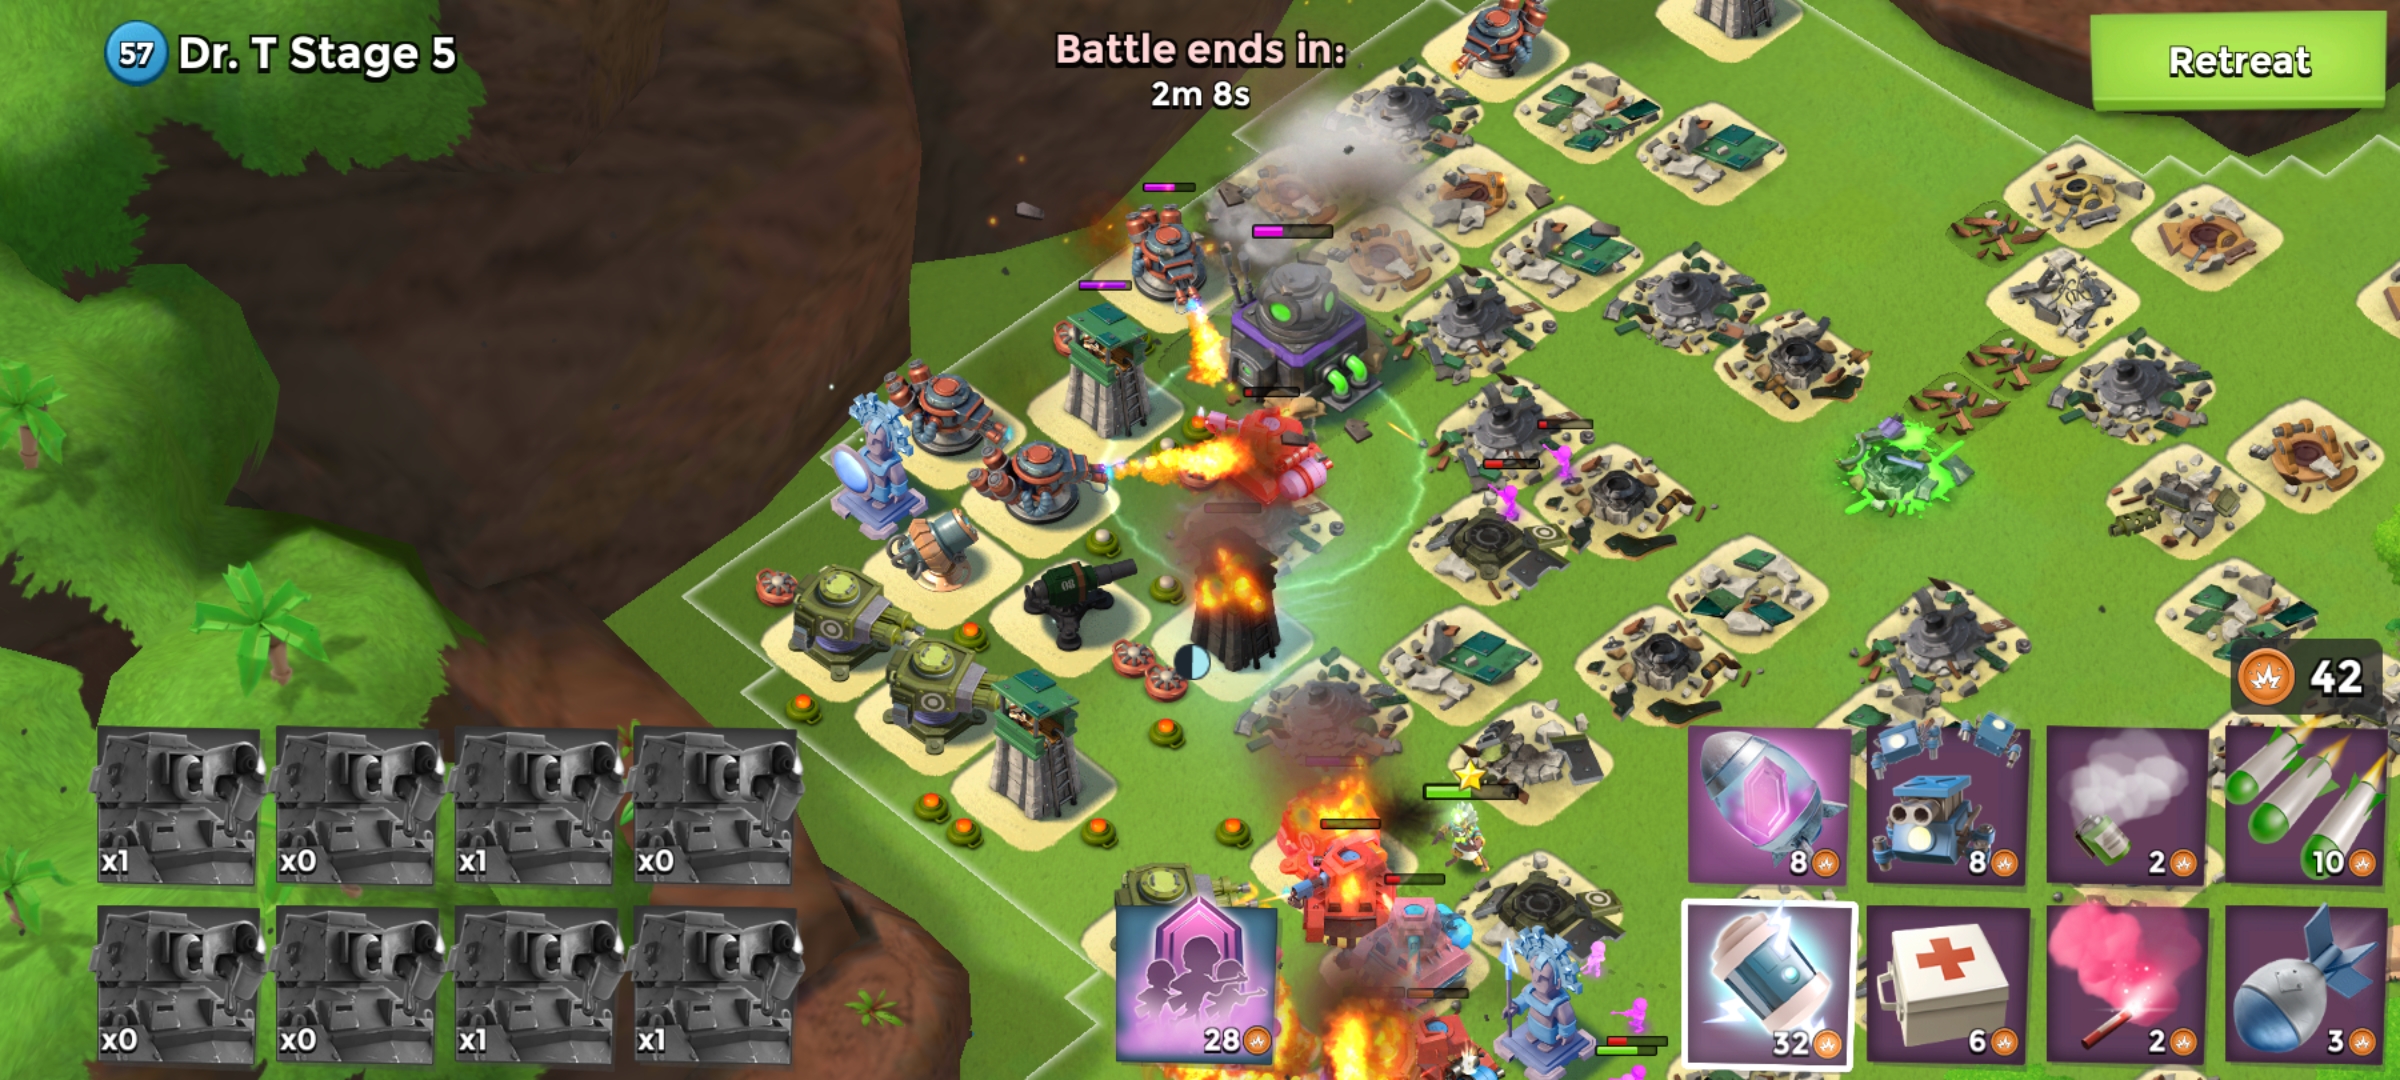 57 Dr. T Stage 5
Battle ends in:
2m 8s
Retreat
42
x1 x0 x1 x0
8 8 2 10
08
x0 x0 x1 x1
28
32 6 2 3